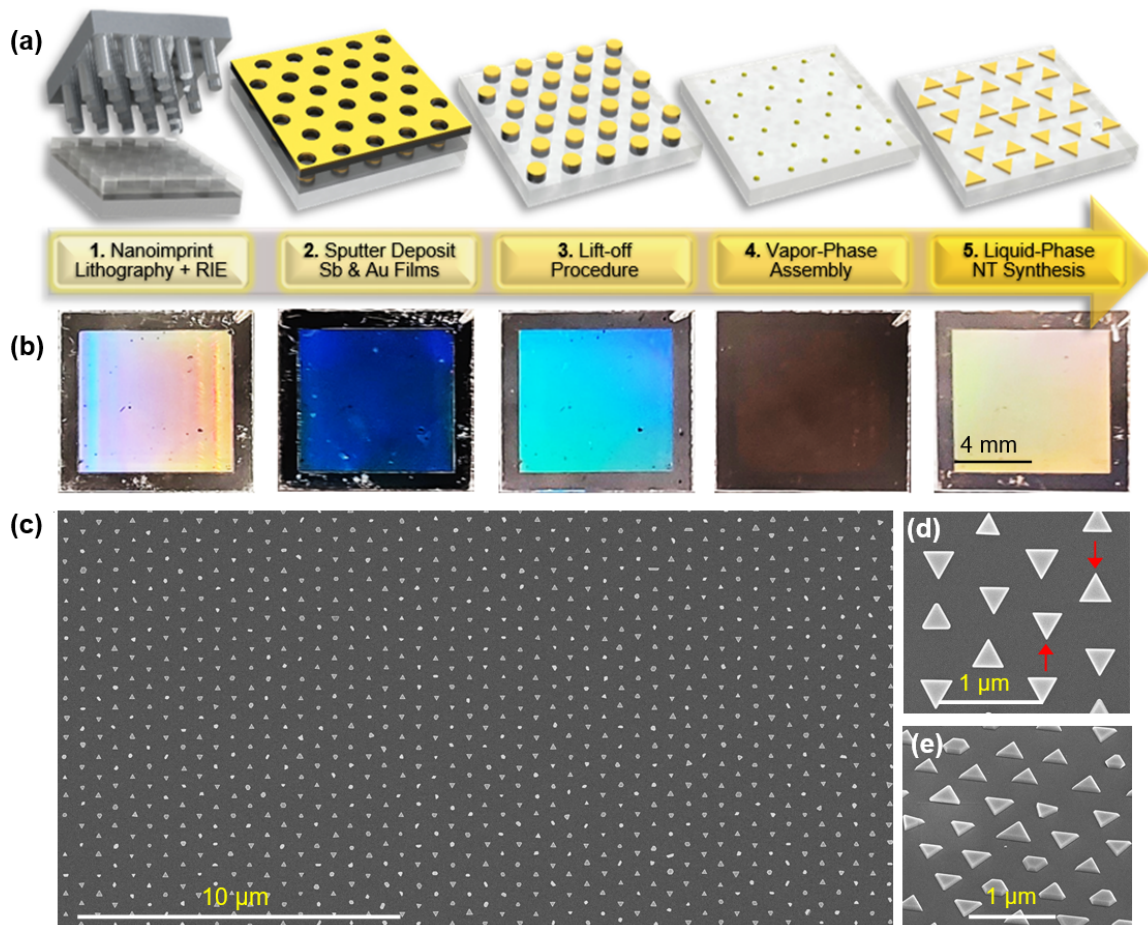 (a)
1. Nanoimprint
Lithography + RIE
2. Sputter Deposit
Sb & Au Films
3. Lift-off
Procedure
4. Vapor-Phase
Assembly
5. Liquid-Phase
NT Synthesis
(b)
4 mm
(c)
10 µm
(d)
1 µm
(e)
1 µm